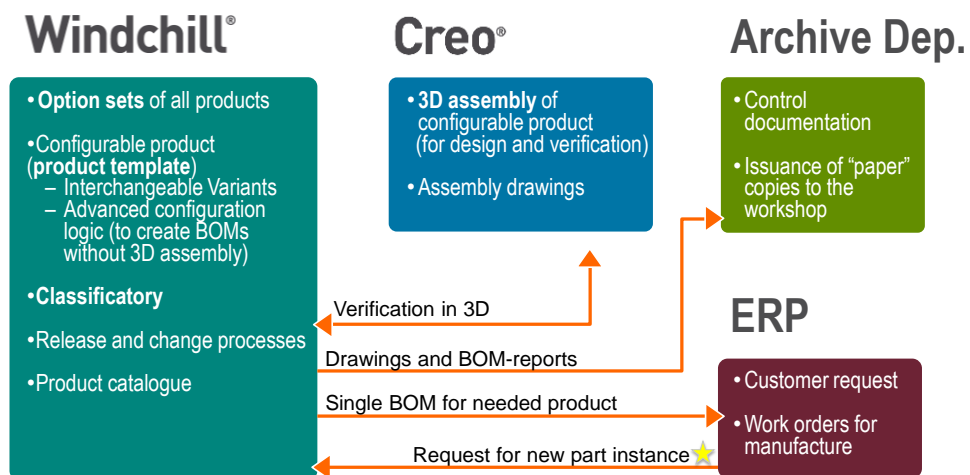 Windchill®
Creo®
Archive Dep.
•Option sets of all products
•Configurable product
(product template)
– Interchangeable Variants
– Advanced configuration
logic (to create BOMs
without 3D assembly)
•Classificatory
•Release and change processes
•Product catalogue
•3D assembly of
configurable product
(for design and verification)
•Assembly drawings
•Control
documentation
•Issuance of “paper”
copies to the
workshop
Verification in 3D
Drawings and BOM-reports
Single BOM for needed product
Request for new part instance
ERP
•Customer request
•Work orders for
manufacture